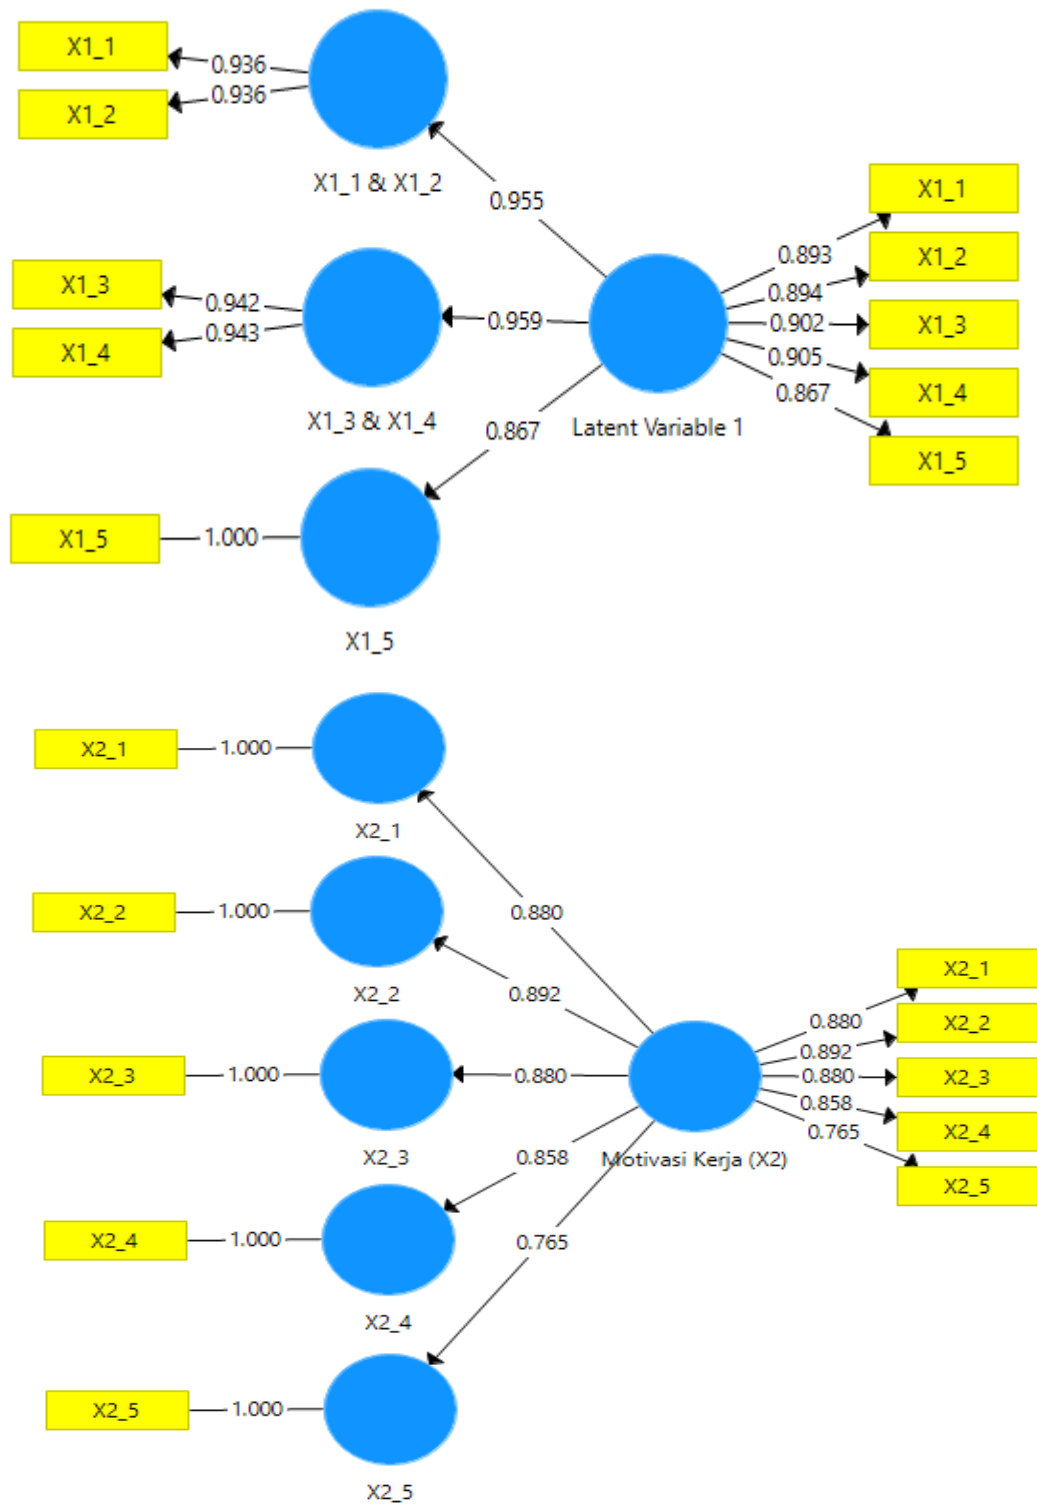 X1_1
0.936
X1_2
0.936
X1_1 & X1_2
0.955
X1_3
0.942
X1_4
0.943
X1_3 & X1_4
0.959
X1_5
1.000
X1_5
0.867
Latent Variable 1
0.893
X1_1
0.894
X1_2
0.902
X1_3
0.905
X1_4
0.867
X1_5
X2_1
1.000
X2_1
0.880
X2_2
1.000
X2_2
0.892
X2_3
1.000
X2_3
0.880
X2_4
1.000
X2_4
0.858
X2_5
1.000
X2_5
0.765
Motivasi Kerja (X2)
0.880
X2_1
0.892
X2_2
0.880
X2_3
0.858
X2_4
0.765
X2_5